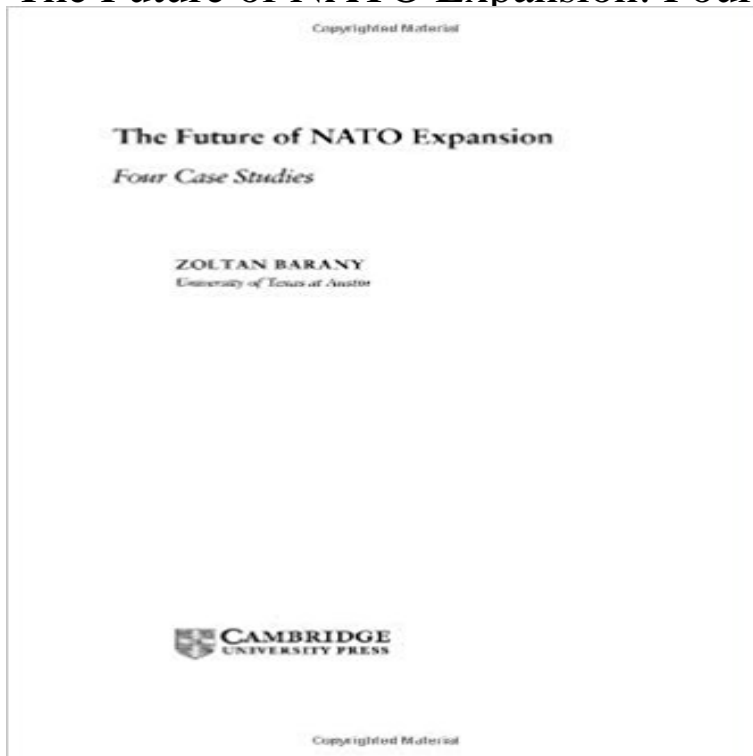 The Future of NATO Expansion: Four
Copyrighted Material
The Future of NATO Expansion
Four Case Studies
ZOLTAN BARANY
University of Texas at Austin
CAMBRIDGE
UNIVERSITY PRESS
Copyrighted Material